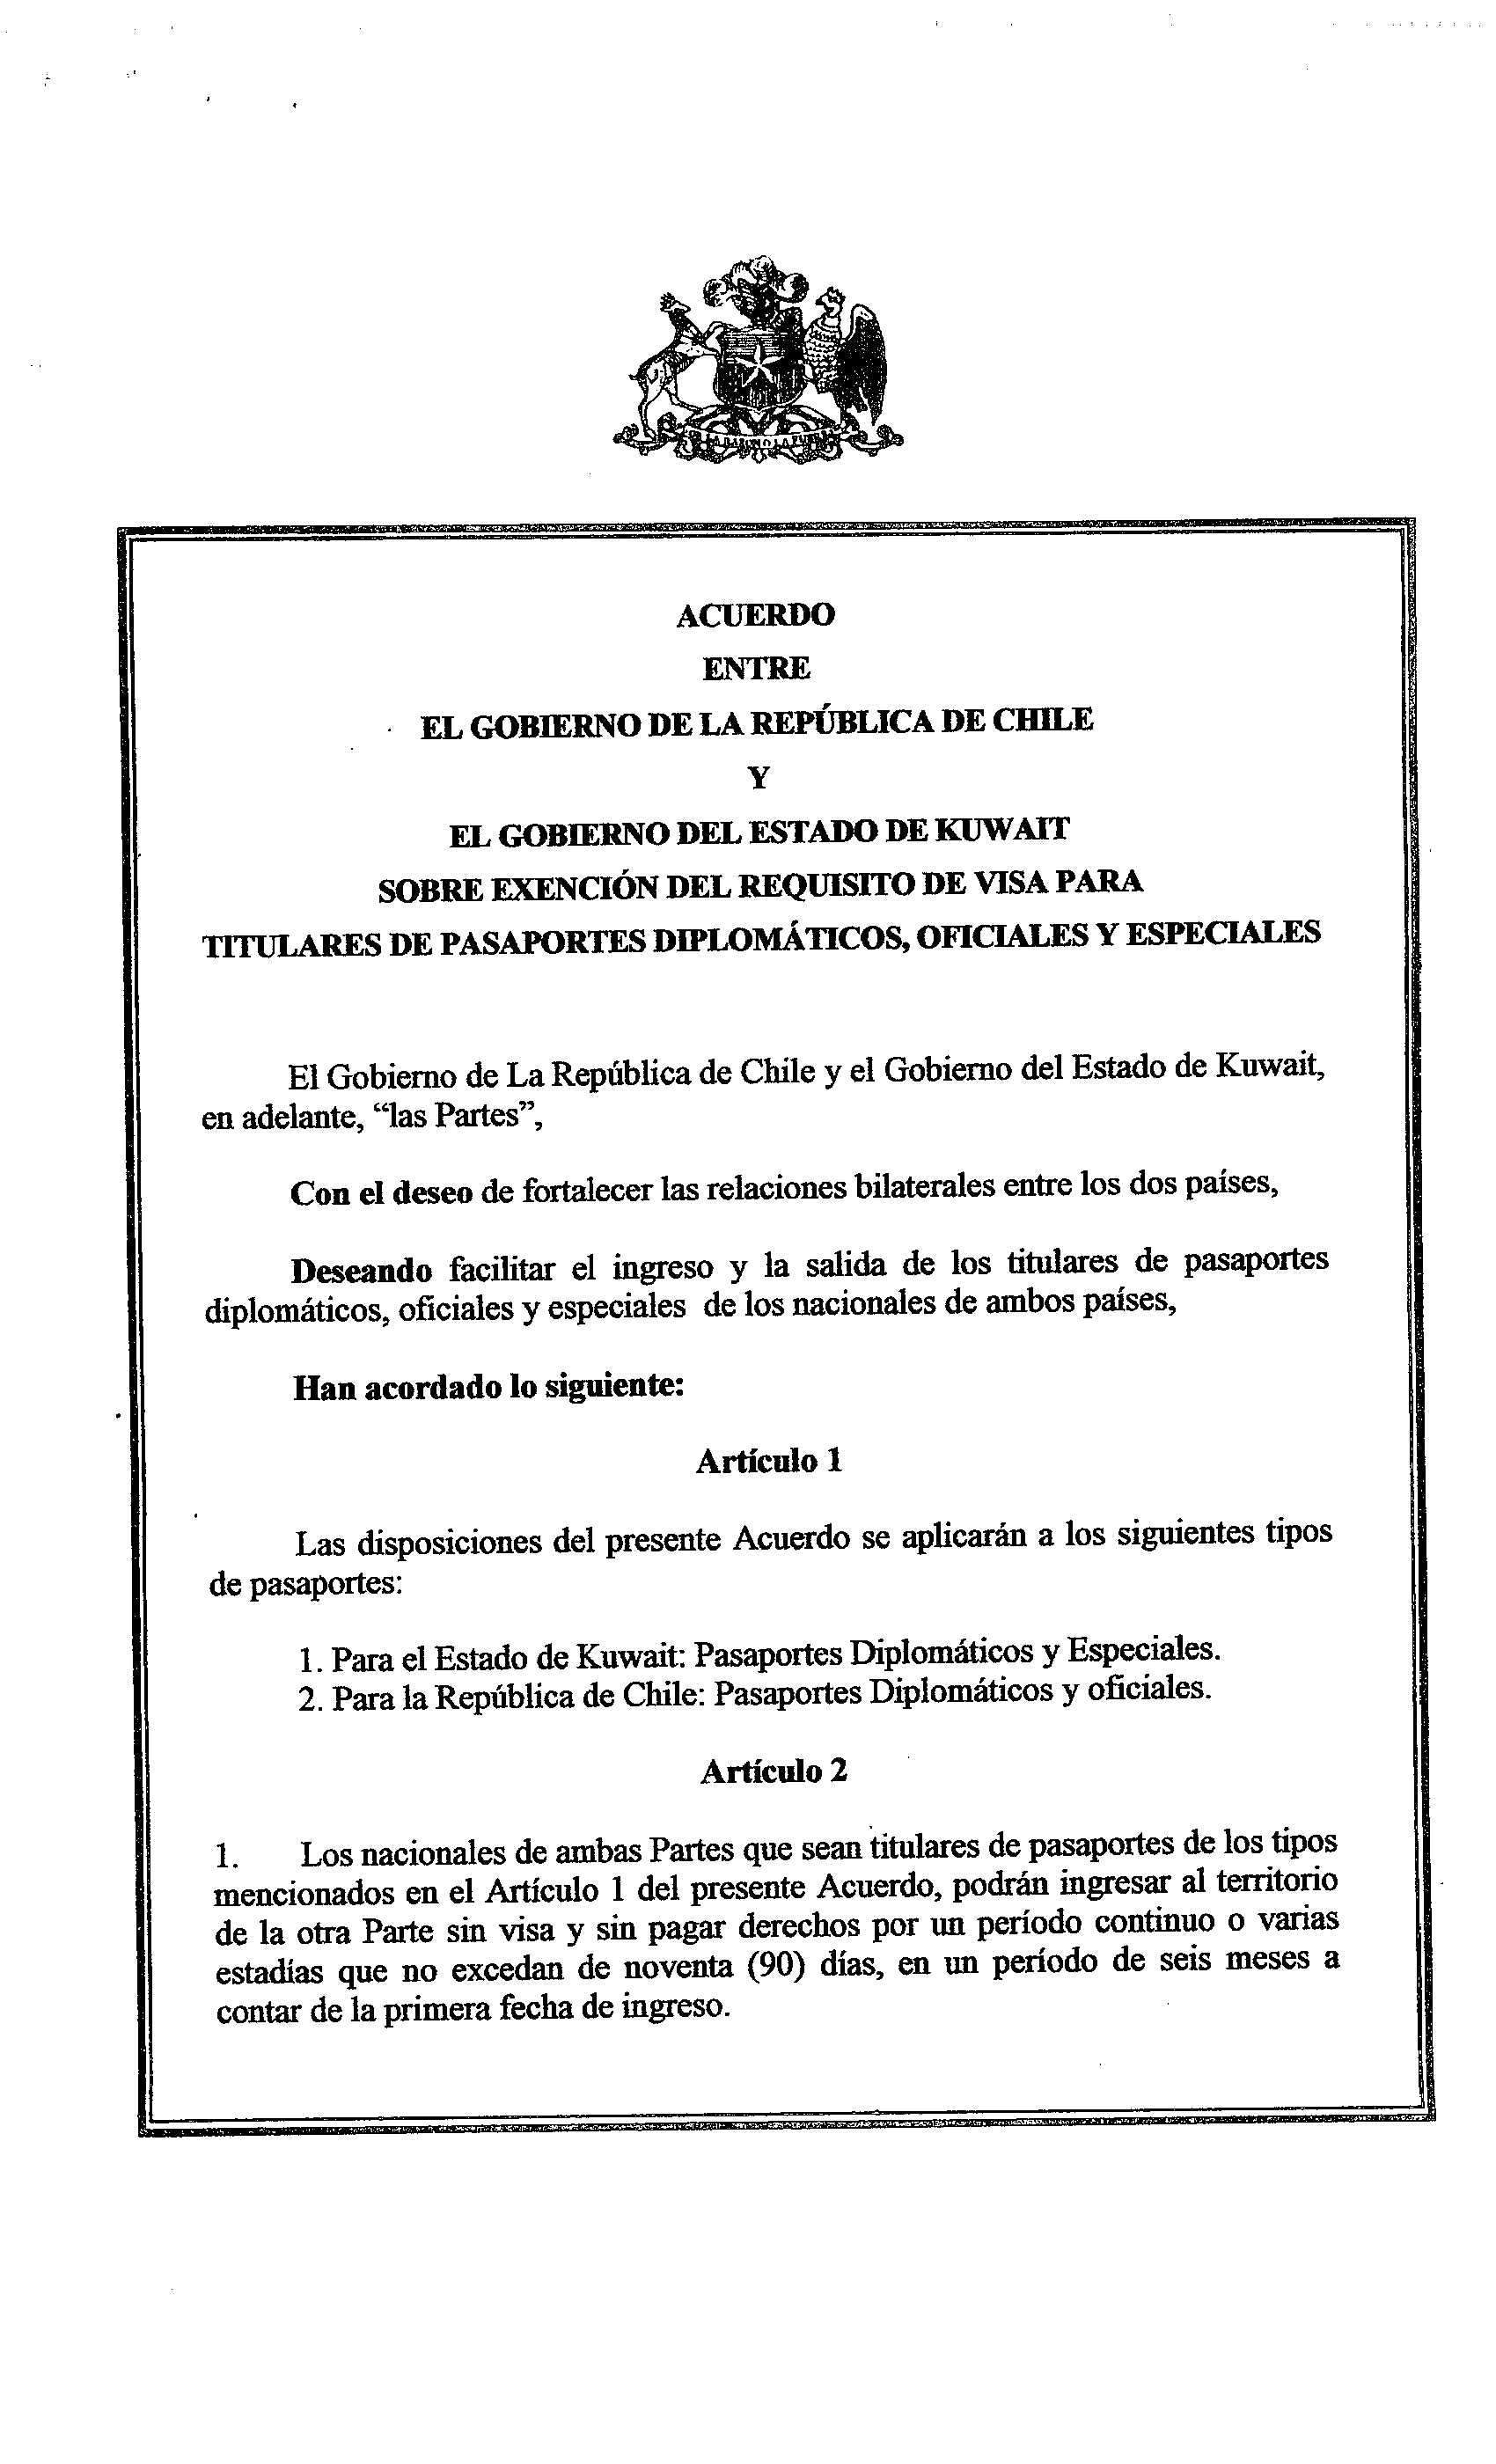 ACUERDO
ENTRE
EL GOBIERNO DE LA REPÚBLICA DE CHILE
Y
EL GOBIERNO DEL ESTADO DE KUWAIT
SOBRE EXENCIÓN DEL REQUISITO DE VISA PARA
TITULARES DE PASAPORTES DIPLOMÁTICOS, OFICIALES Y ESPECIALES
El Gobierno de La República de Chile y el Gobierno del Estado de Kuwait,
en adelante, “las Partes”,
Con el deseo de fortalecer las relaciones bilaterales entre los dos países,
Deseando facilitar el ingreso y la salida de los titulares de pasaportes
diplomáticos, oficiales y especiales de los nacionales de ambos países,
Han acordado lo siguiente:
Artículo 1
Las disposiciones del presente Acuerdo se aplicarán a los siguientes tipos
de pasaportes:
1. Para el Estado de Kuwait: Pasaportes Diplomáticos y Especiales.
2. Para la República de Chile: Pasaportes Diplomáticos y oficiales.
Artículo 2
1. Los nacionales de ambas Partes que sean titulares de pasaportes de los tipos
mencionados en el Artículo 1 del presente Acuerdo, podrán ingresar al territorio
de la otra Parte sin visa y sin pagar derechos por un período continuo o varias
estadías que no excedan de noventa (90) días, en un período de seis meses a
contar de la primera fecha de ingreso.